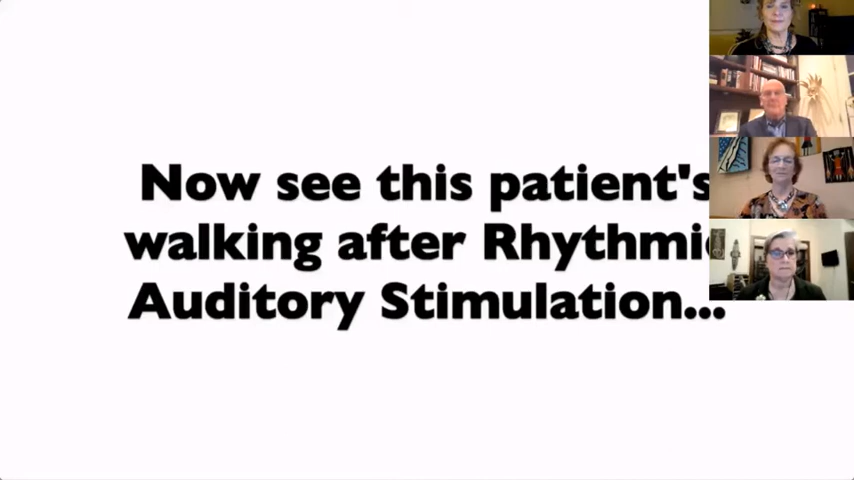 Now see this patient's
walking after Rhythmic
Auditory Stimulation...